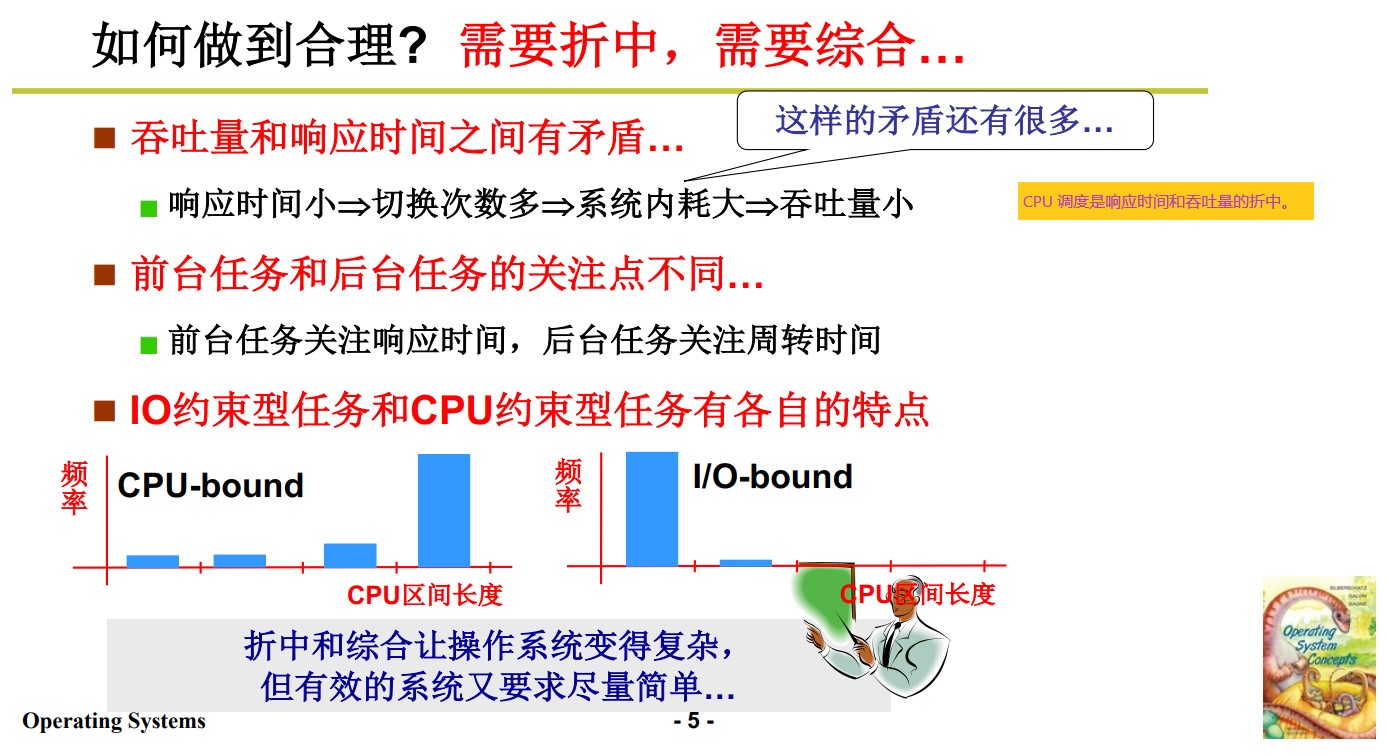 如何做到合理? 需要折中，需要综合…
这样的矛盾还有很多…
吞吐量和响应时间之间有矛盾…
响应时间小⇒切换次数多⇒系统内耗大⇒吞吐量小
CPU 调度是响应时间和吞吐量的折中。
前台任务和后台任务的关注点不同…
前台任务关注响应时间，后台任务关注周转时间
IO约束型任务和CPU约束型任务有各自的特点
频率
CPU-bound
CPU区间长度
频率
I/O-bound
CPU区间长度
折中和综合让操作系统变得复杂，
但有效的系统又要求尽量简单…
SILBERSCHATZ
GALVIN
GAGNE
Operating
System
Concepts
Operating Systems
- 5 -